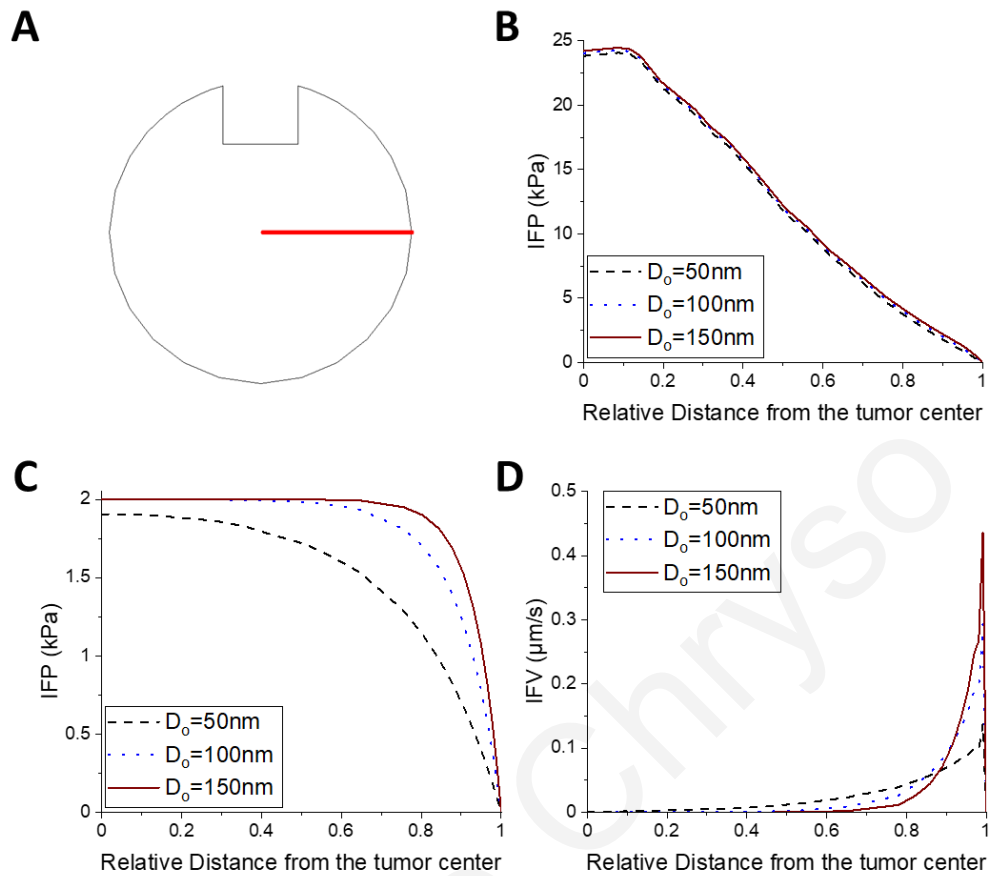 A
B
25
20
15
10
5
0
IFP (kPa)
Dₒ=50nm
Dₒ=100nm
Dₒ=150nm
0
0.2
0.4
0.6
0.8
1
Relative Distance from the tumor center
C
2
1.5
1
0.5
0
IFP (kPa)
Dₒ=50nm
Dₒ=100nm
Dₒ=150nm
0
0.2
0.4
0.6
0.8
1
Relative Distance from the tumor center
D
0.5
0.4
0.3
0.2
0.1
0
IFV (µm/s)
Dₒ=50nm
Dₒ=100nm
Dₒ=150nm
0
0.2
0.4
0.6
0.8
1
Relative Distance from the tumor center
Chryso